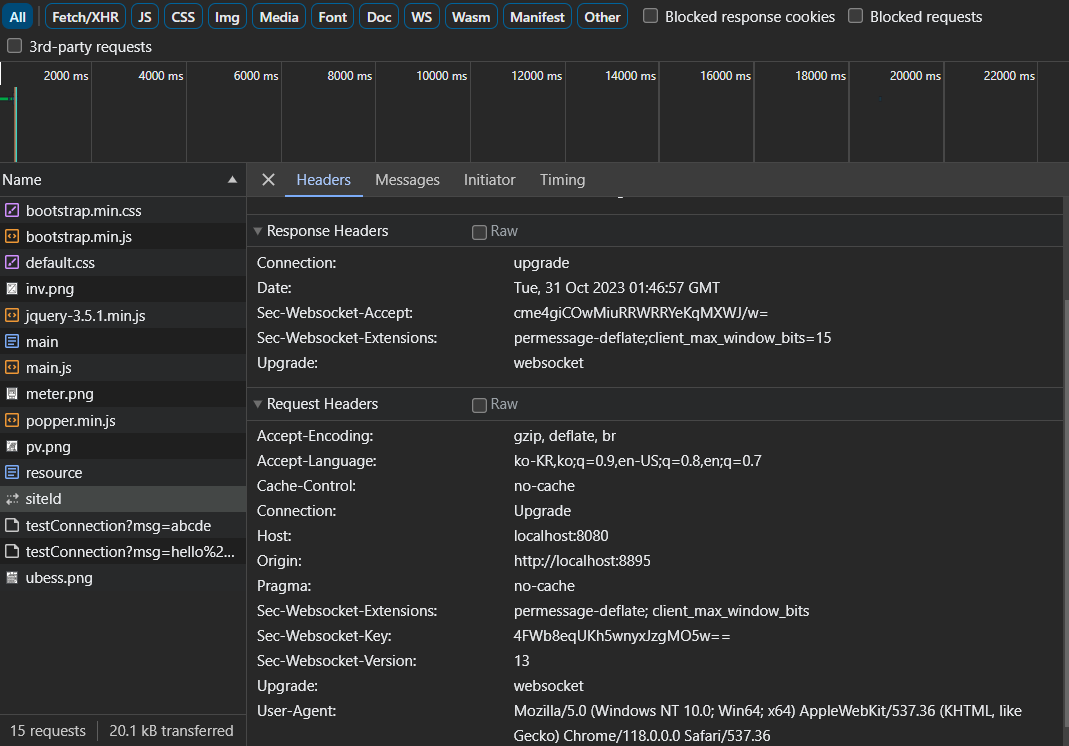 All Fetch/XHR JS CSS Img Media Font Doc WS Wasm Manifest Other Blocked response cookies Blocked requests
3rd-party requests
2000 ms 4000 ms 6000 ms 8000 ms 10000 ms 12000 ms 14000 ms 16000 ms 18000 ms 20000 ms 22000 ms
Name
bootstrap.min.css
bootstrap.min.js
default.css
inv.png
jquery-3.5.1.min.js
main
main.js
meter.png
popper.min.js
pv.png
resource
siteId
testConnection?msg=abcde
testConnection?msg=hello%2...
ubess.png
15 requests 20.1 kB transferred
Headers Messages Initiator Timing
Response Headers Raw
Connection: upgrade
Date: Tue, 31 Oct 2023 01:46:57 GMT
Sec-Websocket-Accept: cme4giCOwMiuRRWRRYeKqMXWJ/w=
Sec-Websocket-Extensions: permessage-deflate;client_max_window_bits=15
Upgrade: websocket
Request Headers Raw
Accept-Encoding: gzip, deflate, br
Accept-Language: ko-KR,ko;q=0.9,en-US;q=0.8,en;q=0.7
Cache-Control: no-cache
Connection: Upgrade
Host: localhost:8080
Origin: http://localhost:8895
Pragma: no-cache
Sec-Websocket-Extensions: permessage-deflate; client_max_window_bits
Sec-Websocket-Key: 4FWb8eqUKh5wnyxJzgMO5w==
Sec-Websocket-Version: 13
Upgrade: websocket
User-Agent: Mozilla/5.0 (Windows NT 10.0; Win64; x64) AppleWebKit/537.36 (KHTML, like
Gecko) Chrome/118.0.0.0 Safari/537.36